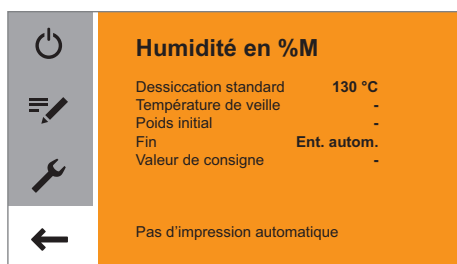 Humidité en %M
Dessiccation standard 130 °C
Température de veille -
Poids initial -
Fin Ent. autom.
Valeur de consigne -
Pas d'impression automatique